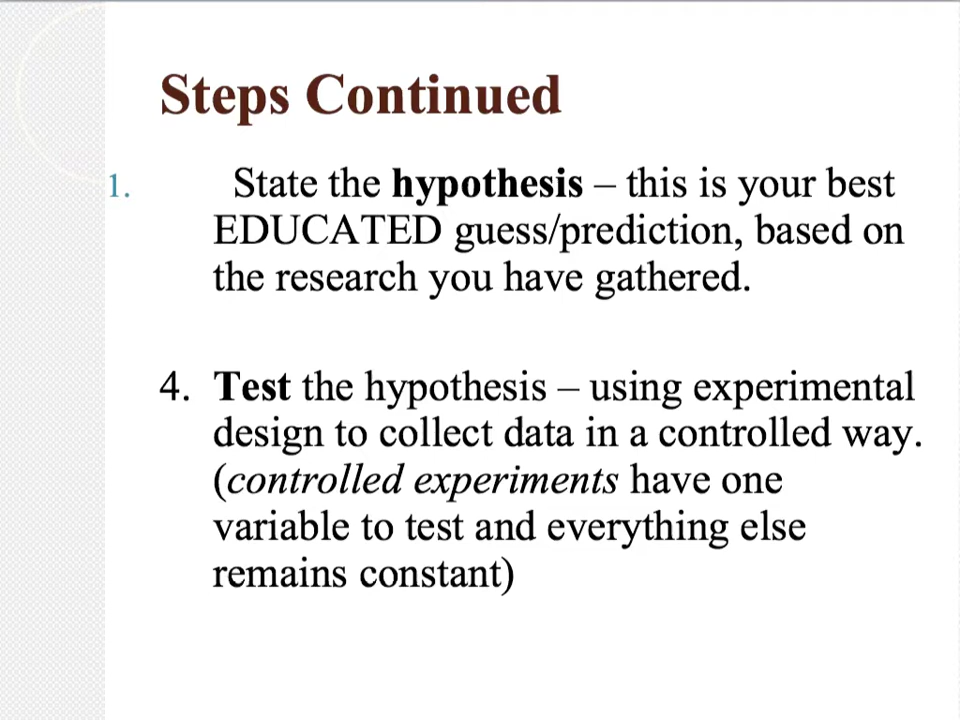 Steps Continued
1. State the hypothesis – this is your best
EDUCATED guess/prediction, based on
the research you have gathered.
4. Test the hypothesis – using experimental
design to collect data in a controlled way.
(controlled experiments have one
variable to test and everything else
remains constant)